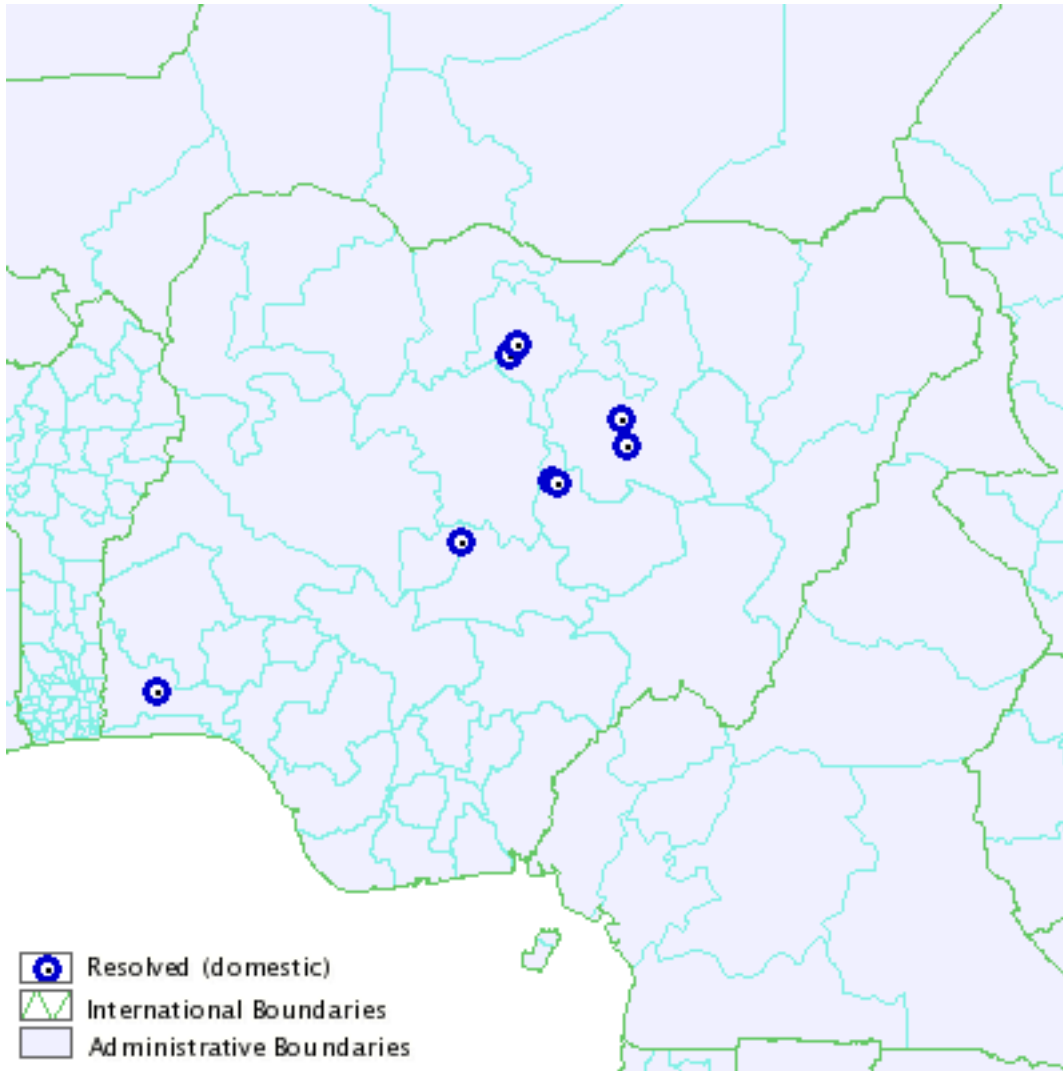 Resolved (domestic)
International Boundaries
Administrative Boundaries